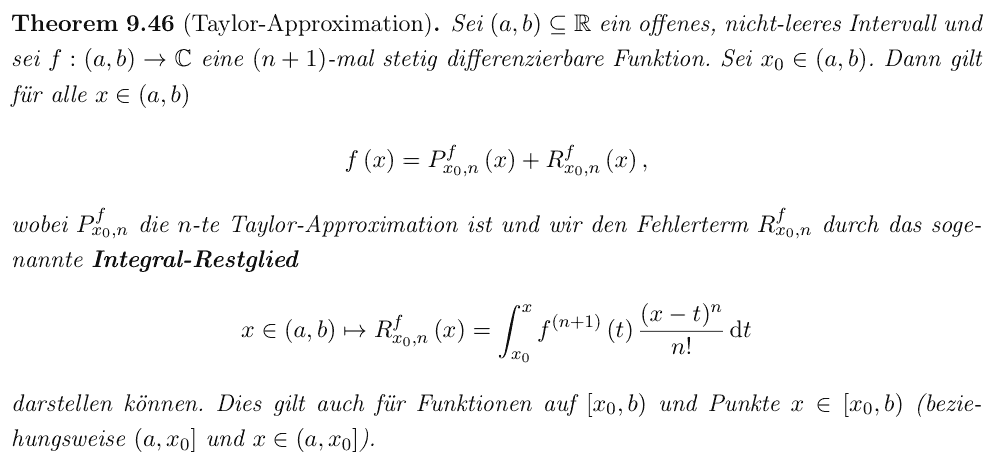 Theorem 9.46 (Taylor-Approximation). Sei (a, b) ⊆ ℝ ein offenes, nicht-leeres Intervall und
sei f : (a, b) → ℂ eine (n + 1)-mal stetig differenzierbare Funktion. Sei x₀ ∈ (a, b). Dann gilt
für alle x ∈ (a, b)
f (x) = P^f_{x₀,n} (x) + R^f_{x₀,n} (x) ,
wobei P^f_{x₀,n} die n-te Taylor-Approximation ist und wir den Fehlerterm R^f_{x₀,n} durch das soge-
nannte Integral-Restglied
x ∈ (a, b) ↦ R^f_{x₀,n} (x) = ∫_{x₀}^{x} f^{(n+1)} (t) \frac{(x − t)^n}{n!} dt
darstellen können. Dies gilt auch für Funktionen auf [x₀, b) und Punkte x ∈ [x₀, b) (bezie-
hungsweise (a, x₀] und x ∈ (a, x₀]).